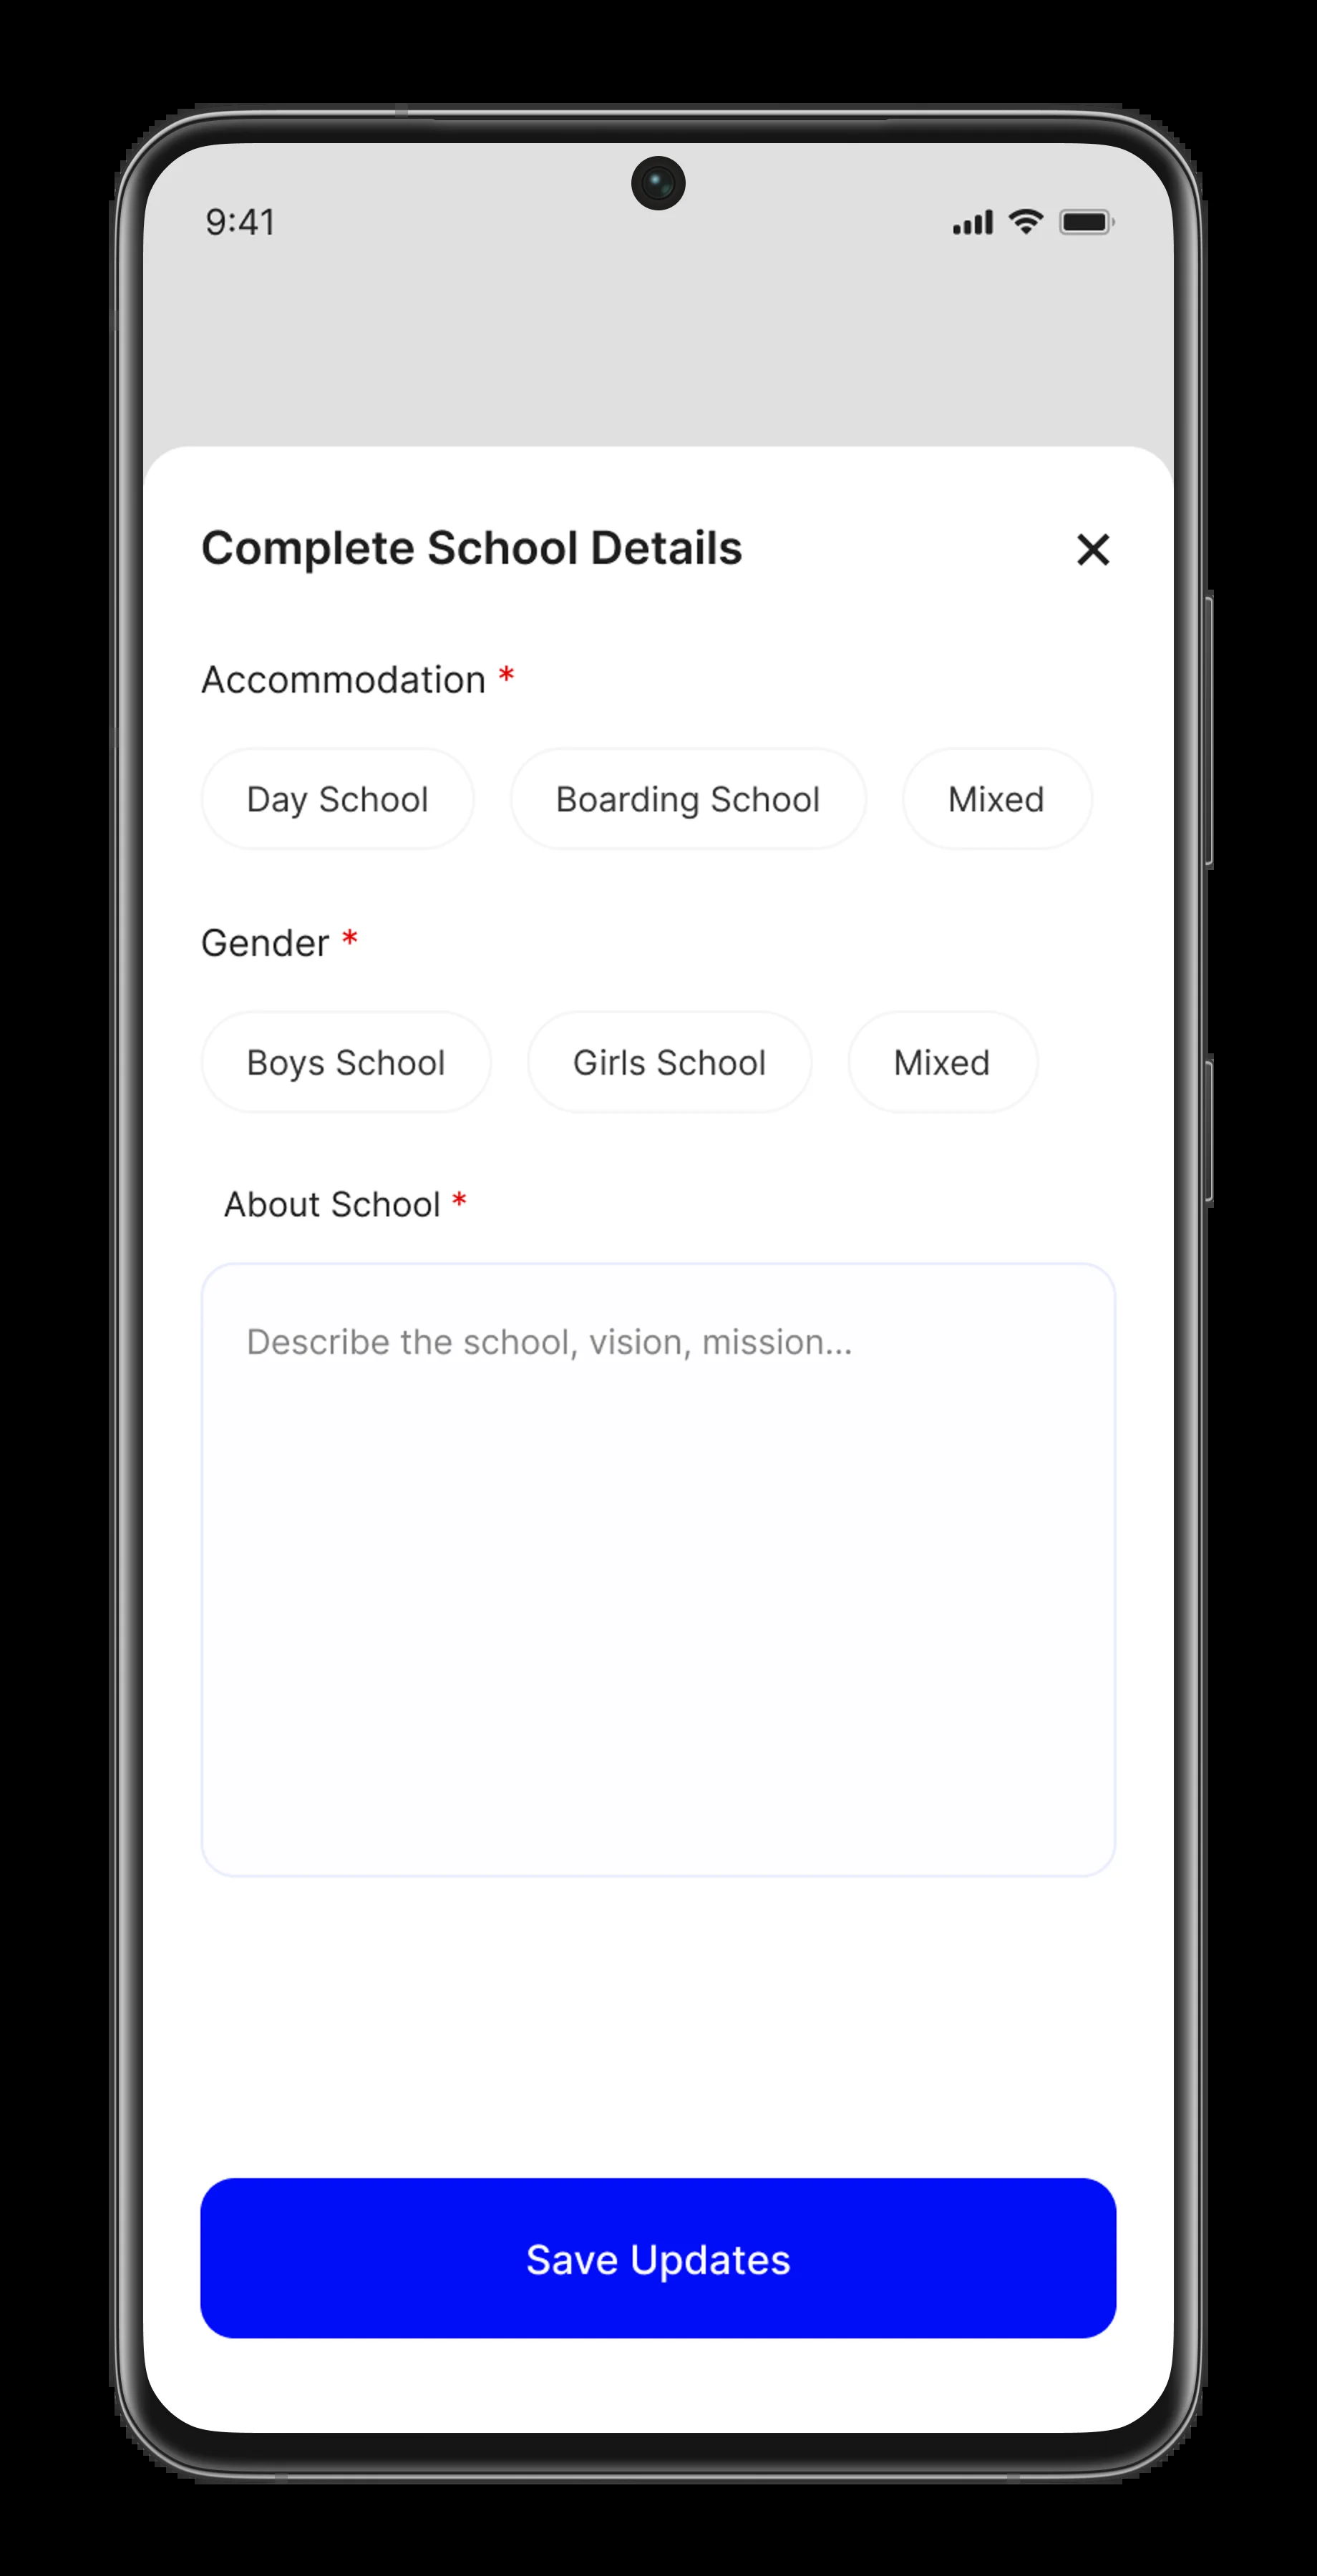 9:41
Complete School Details
Accommodation *
Day School Boarding School Mixed
Gender *
Boys School Girls School Mixed
About School *
Describe the school, vision, mission...
Save Updates